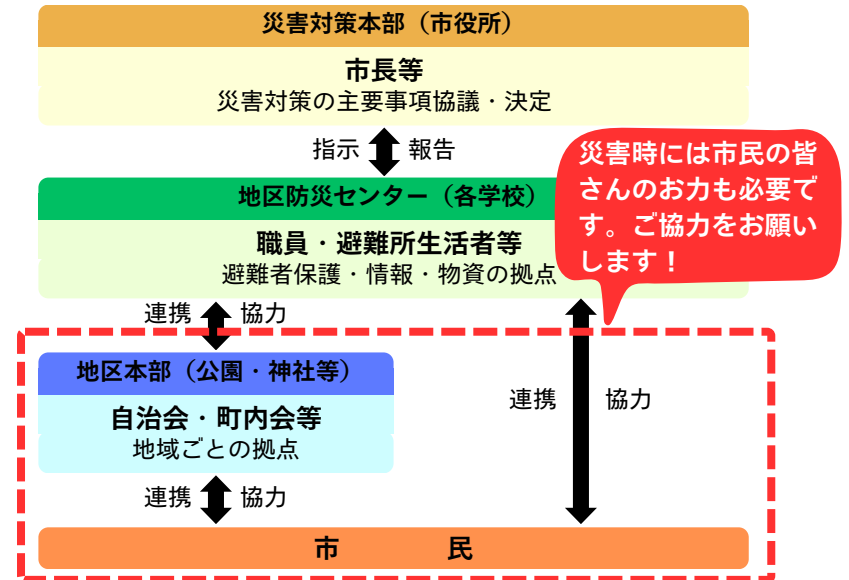 災害対策本部（市役所）
市長等
災害対策の主要事項協議・決定
指示 報告
災害時には市民の皆
さんのお力も必要で
す。ご協力をお願い
します！
地区防災センター（各学校）
職員・避難所生活者等
避難者保護・情報・物資の拠点
連携 協力
地区本部（公園・神社等）
自治会・町内会等
地域ごとの拠点
連携 協力
連携 協力
市 民